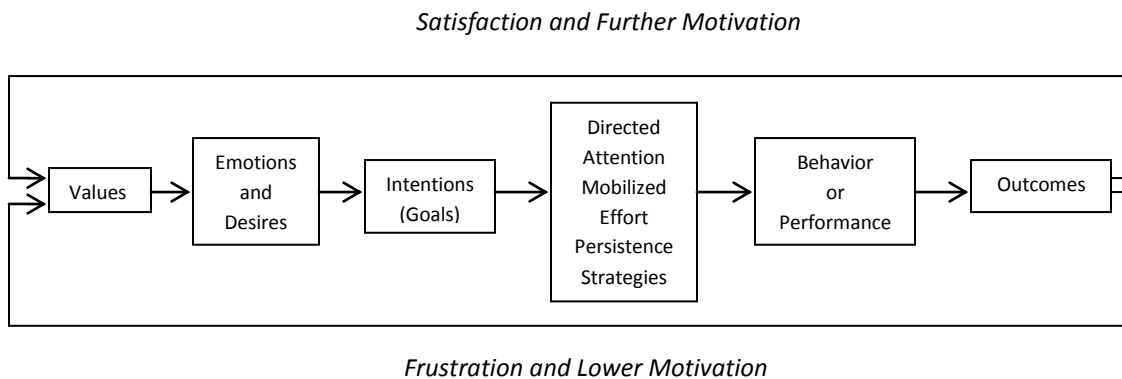 Satisfaction and Further Motivation
Values
Emotions
and
Desires
Intentions
(Goals)
Directed
Attention
Mobilized
Effort
Persistence
Strategies
Behavior
or
Performance
Outcomes
Frustration and Lower Motivation